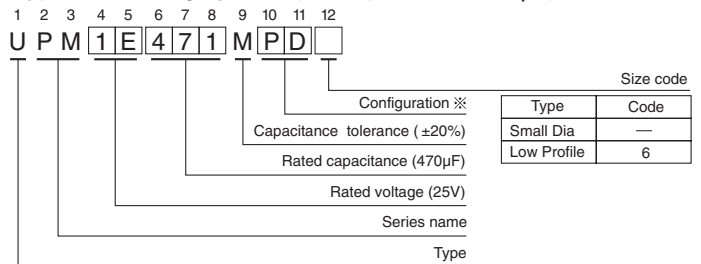 1 2 3 4 5 6 7 8 9 10 11 12
U P M 1 E 4 7 1 M P D
Size code
Configuration ※
Capacitance tolerance ( ±20%)
Rated capacitance (470µF)
Rated voltage (25V)
Series name
Type
Type Code
Small Dia —
Low Profile 6